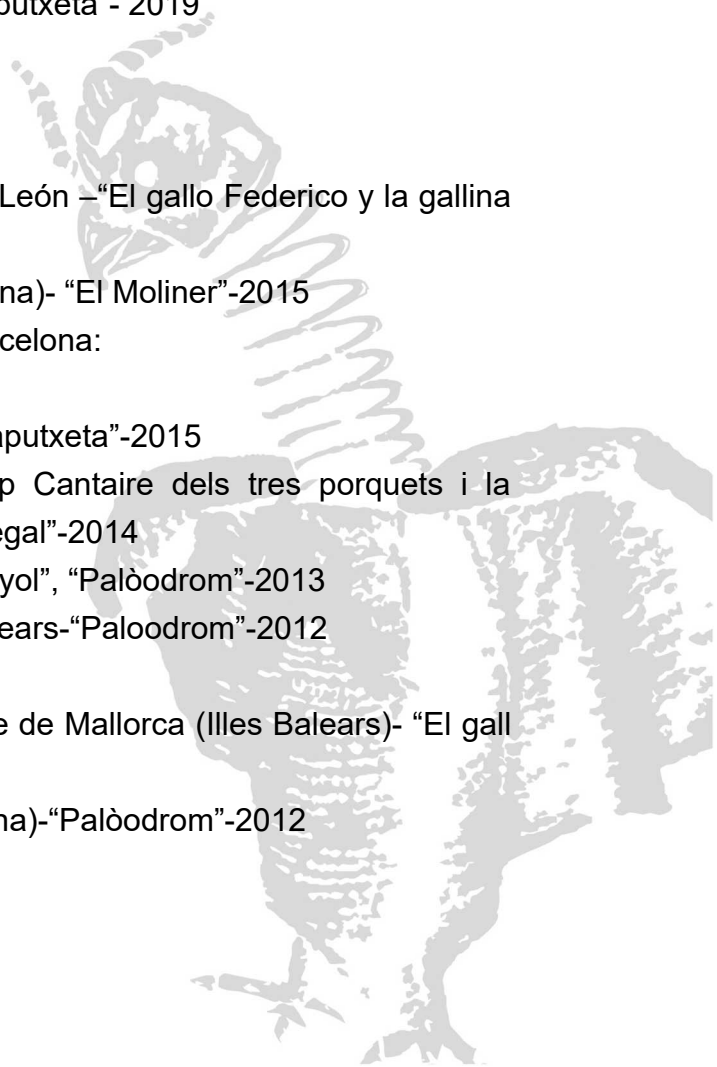 putxeta - 2019
León –“El gallo Federico y la gallina
na)- “El Moliner”-2015
celona:
aputxeta”-2015
p Cantaire dels tres porquets i la
egal”-2014
yol”, “Palòodrom”-2013
ears-“Paloodrom”-2012
e de Mallorca (Illes Balears)- “El gall
na)-“Palòodrom”-2012